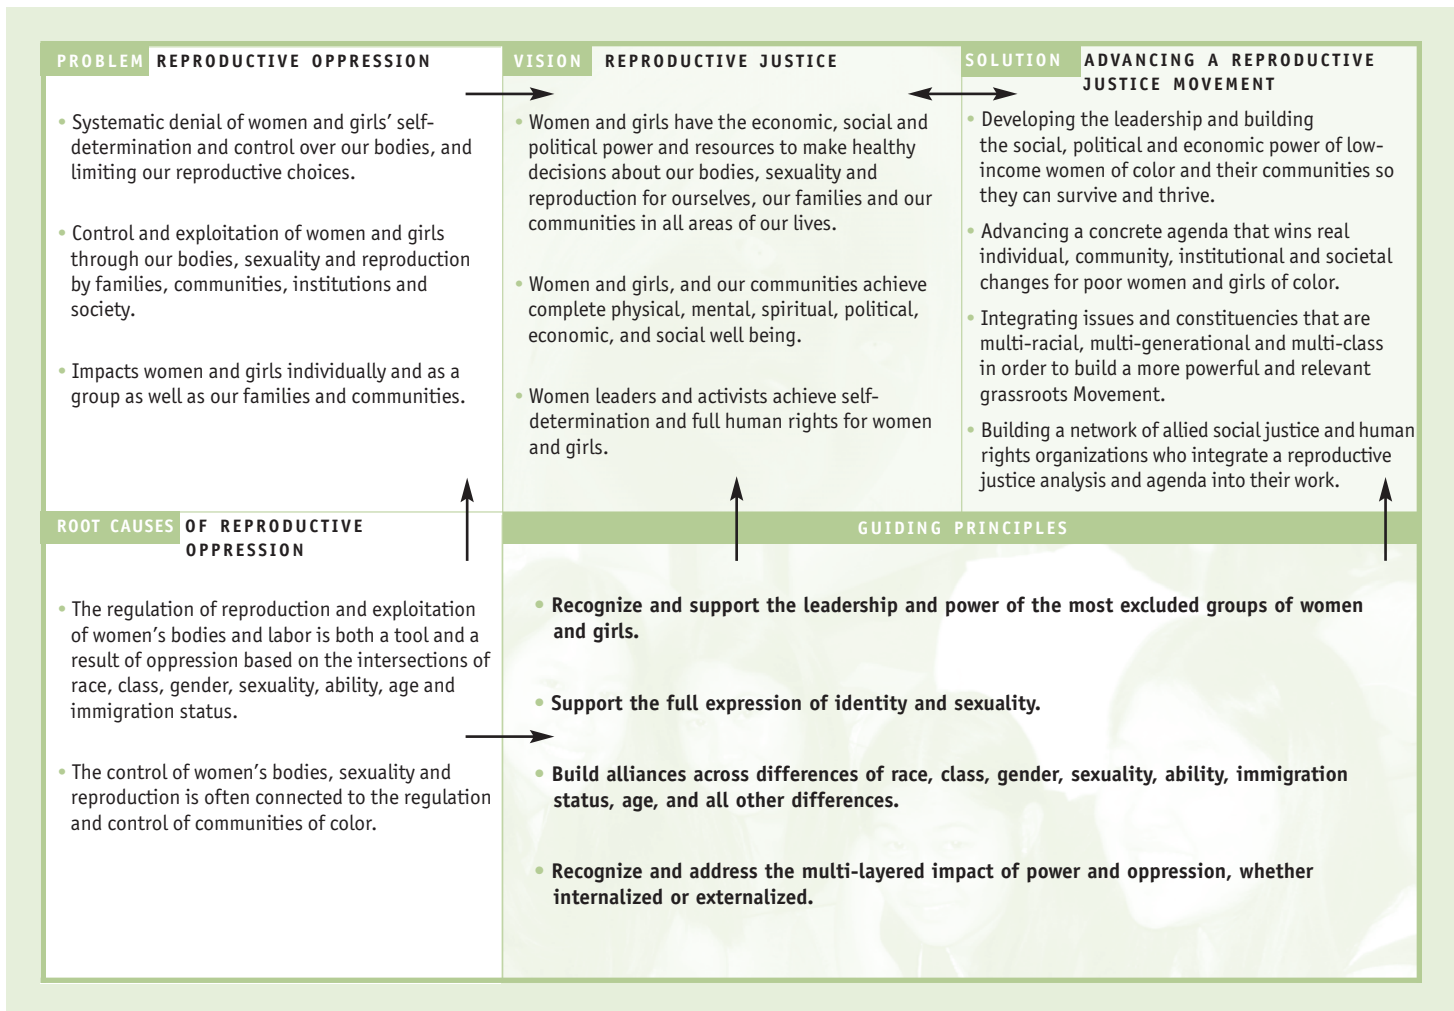 PROBLEM REPRODUCTIVE OPPRESSION
• Systematic denial of women and girls’ self-
determination and control over our bodies, and
limiting our reproductive choices.
• Control and exploitation of women and girls
through our bodies, sexuality and reproduction
by families, communities, institutions and
society.
• Impacts women and girls individually and as a
group as well as our families and communities.
VISION REPRODUCTIVE JUSTICE
• Women and girls have the economic, social and
political power and resources to make healthy
decisions about our bodies, sexuality and
reproduction for ourselves, our families and our
communities in all areas of our lives.
• Women and girls, and our communities achieve
complete physical, mental, spiritual, political,
economic, and social well being.
• Women leaders and activists achieve self-
determination and full human rights for women
and girls.
SOLUTION ADVANCING A REPRODUCTIVE
JUSTICE MOVEMENT
• Developing the leadership and building
the social, political and economic power of low-
income women of color and their communities so
they can survive and thrive.
• Advancing a concrete agenda that wins real
individual, community, institutional and societal
changes for poor women and girls of color.
• Integrating issues and constituencies that are
multi-racial, multi-generational and multi-class
in order to build a more powerful and relevant
grassroots Movement.
• Building a network of allied social justice and human
rights organizations who integrate a reproductive
justice analysis and agenda into their work.
ROOT CAUSES OF REPRODUCTIVE
OPPRESSION
• The regulation of reproduction and exploitation
of women’s bodies and labor is both a tool and a
result of oppression based on the intersections of
race, class, gender, sexuality, ability, age and
immigration status.
• The control of women’s bodies, sexuality and
reproduction is often connected to the regulation
and control of communities of color.
GUIDING PRINCIPLES
• Recognize and support the leadership and power of the most excluded groups of women
and girls.
• Support the full expression of identity and sexuality.
• Build alliances across differences of race, class, gender, sexuality, ability, immigration
status, age, and all other differences.
• Recognize and address the multi-layered impact of power and oppression, whether
internalized or externalized.